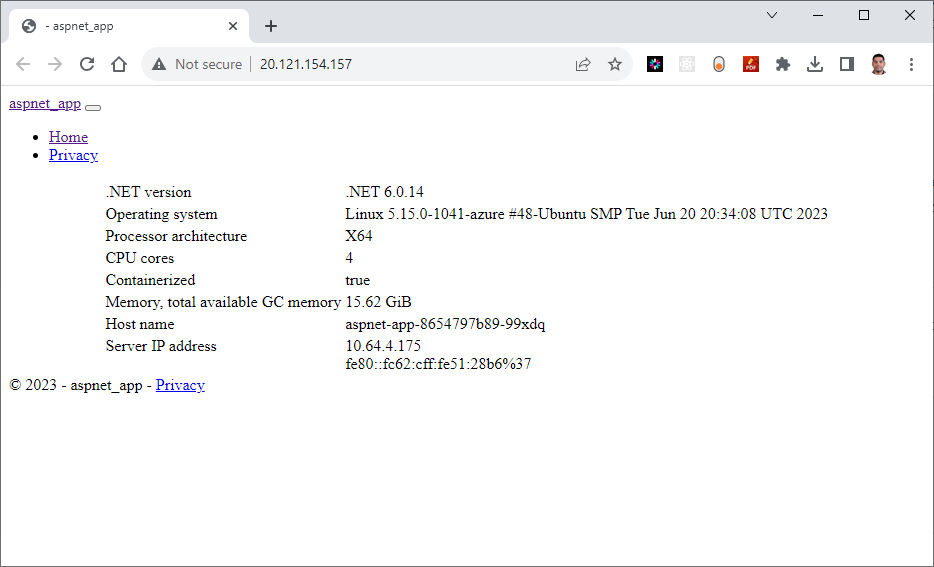 - aspnet_app
Not secure | 20.121.154.157
PDF
aspnet_app
Home
Privacy
.NET version .NET 6.0.14
Operating system Linux 5.15.0-1041-azure #48-Ubuntu SMP Tue Jun 20 20:34:08 UTC 2023
Processor architecture X64
CPU cores 4
Containerized true
Memory, total available GC memory 15.62 GiB
Host name aspnet-app-8654797b89-99xdq
Server IP address 10.64.4.175
fe80::fc62:cff:fe51:28b6%37
© 2023 - aspnet_app - Privacy